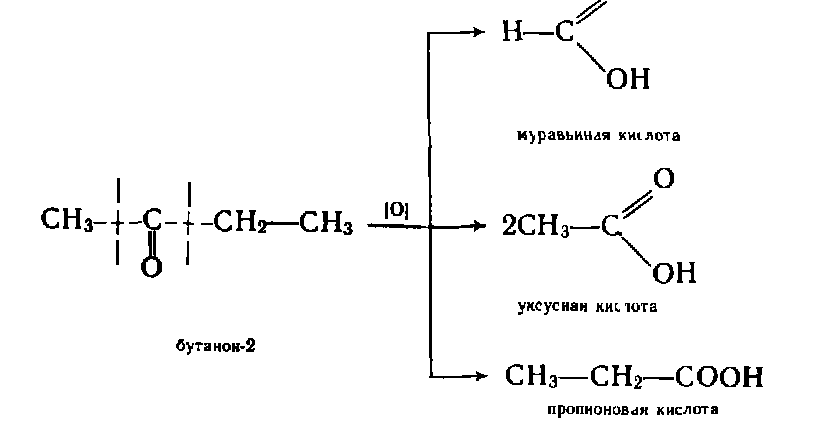 H—C
OH
муравьиная кислота
O
CH₃—C—CH₂—CH₃
[O]
2CH₃—C
O
OH
уксусная кислота
бутанон-2
CH₃—CH₂—COOH
пропионовая кислота